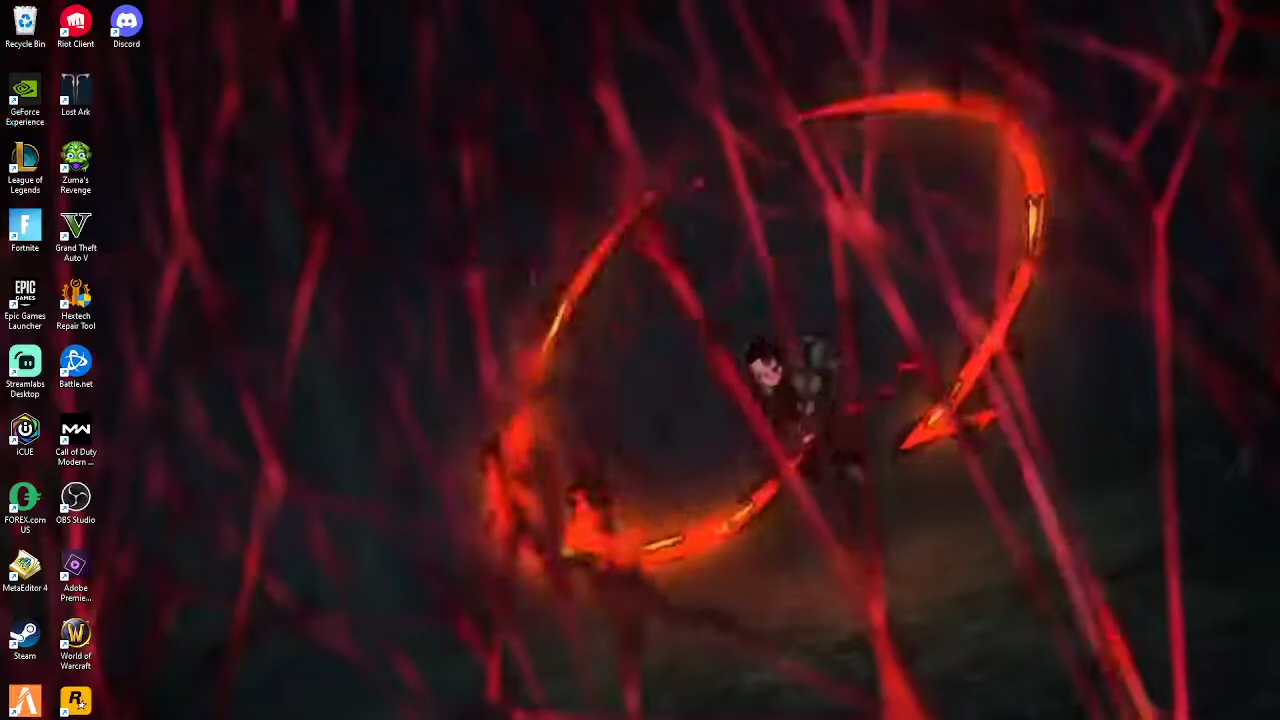 Recycle Bin
Riot Client
Discord
GeForce
Experience
Lost Ark
League of
Legends
Zuma's
Revenge
Fortnite
Grand Theft
Auto V
EPIC
GAMES
Epic Games
Launcher
Hextech
Repair Tool
Streamlabs
Desktop
Battle.net
iCUE
Call of Duty
Modern ...
FOREX.com
US
OBS Studio
MetaEditor 4
Adobe
Premie...
Steam
World of
Warcraft